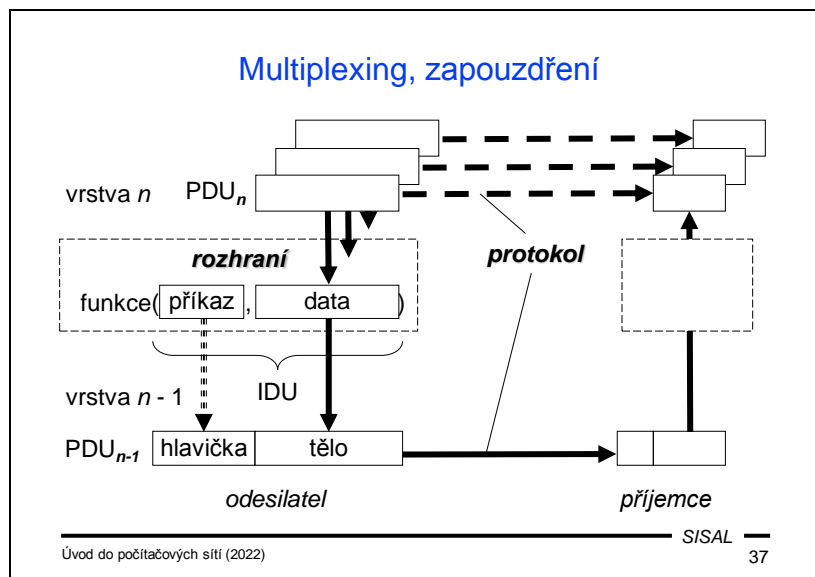 Multiplexing, zapouzdření
vrstva n PDUn
rozhraní
protokol
funkce( příkaz , data )
IDU
vrstva n - 1
PDUn-1 hlavička tělo
odesilatel příjemce
SISAL
Úvod do počítačových sítí (2022) 37